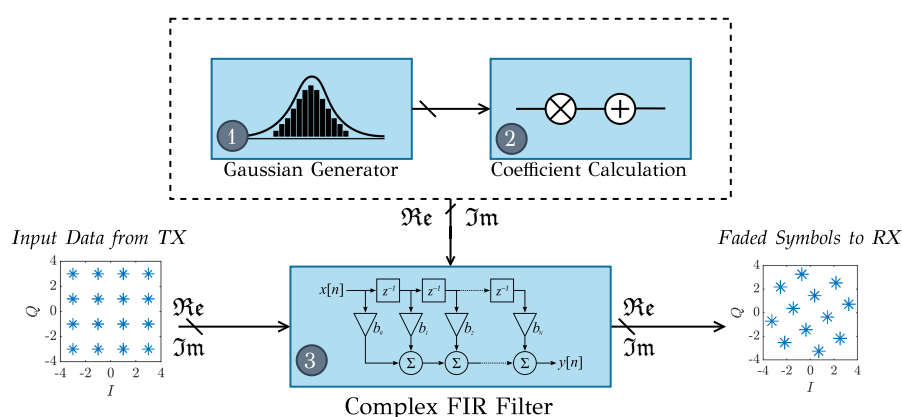 1
2
Gaussian Generator
Coefficient Calculation
ℜe ℑm
Input Data from TX
Faded Symbols to RX
Q
4
2
0
-2
-4
-4 -2 0 2 4
I
ℜe
ℑm
x[n] z⁻¹ z⁻¹ z⁻¹
b₀ b₁ b₂ bₙ
Σ Σ Σ y[n]
3
Complex FIR Filter
ℜe
ℑm
Q
4
2
0
-2
-4
-4 -2 0 2 4
I